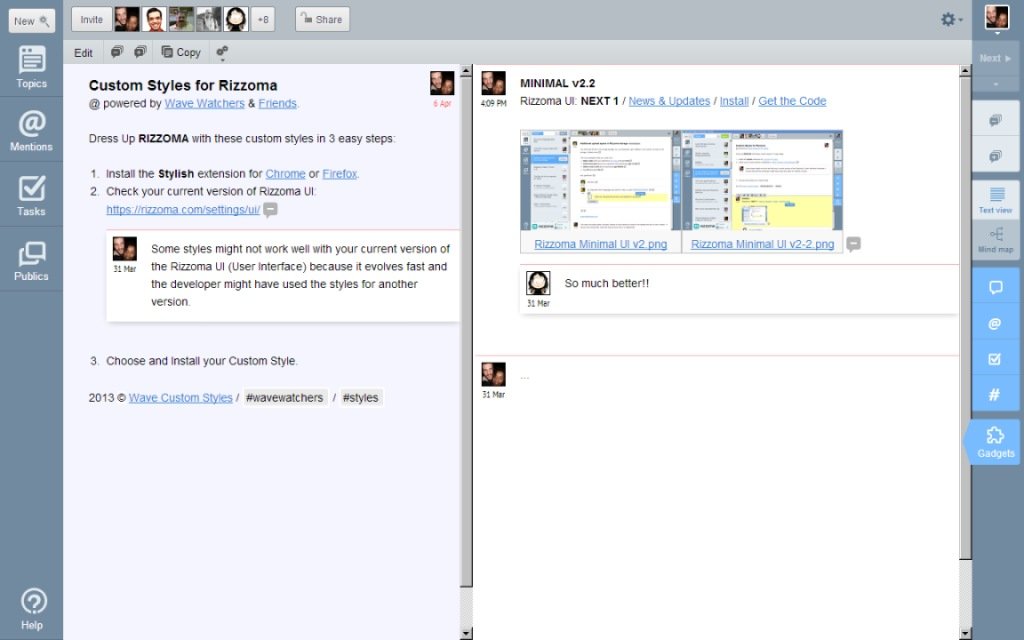 New
Invite
+8
Share
Next
Edit
Copy
Topics
Mentions
Tasks
Publics
Help
Custom Styles for Rizzoma
6 Apr
@ powered by Wave Watchers & Friends.
Dress Up RIZZOMA with these custom styles in 3 easy steps:
1. Install the Stylish extension for Chrome or Firefox.
2. Check your current version of Rizzoma UI:
https://rizzoma.com/settings/ui/
31 Mar
Some styles might not work well with your current version of
the Rizzoma UI (User Interface) because it evolves fast and
the developer might have used the styles for another
version.
3. Choose and Install your Custom Style.
2013 © Wave Custom Styles / #wavewatchers / #styles
4:09 PM
MINIMAL v2.2
Rizzoma UI: NEXT 1 / News & Updates / Install / Get the Code
Rizzoma Minimal UI v2.png
Rizzoma Minimal UI v2-2.png
31 Mar
So much better!!
31 Mar
...
Text view
Mind map
@
#
Gadgets